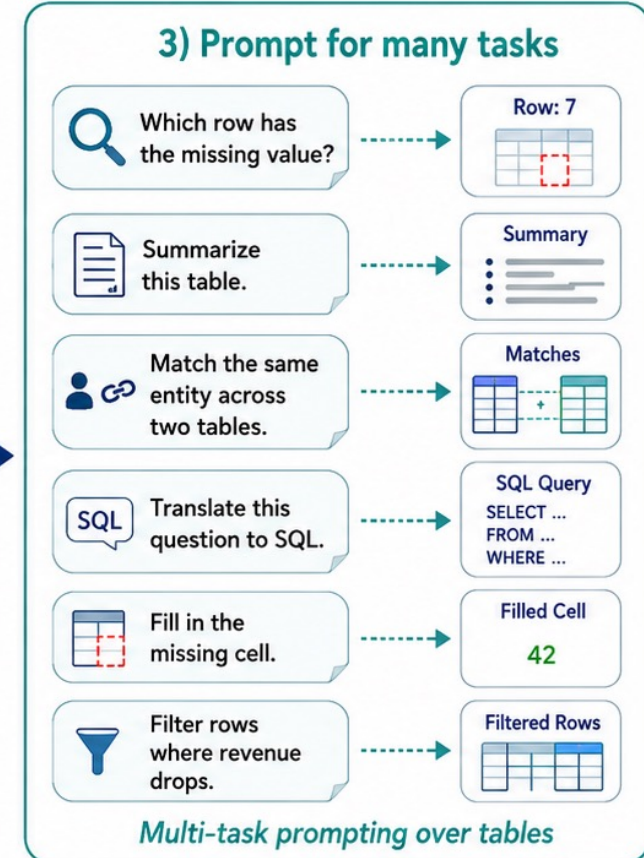 3) Prompt for many tasks
Which row has
the missing value?
Row: 7
Summarize
this table.
Summary
Match the same
entity across
two tables.
Matches
SQL
Translate this
question to SQL.
SQL Query
SELECT ...
FROM ...
WHERE ...
Fill in the
missing cell.
Filled Cell
42
Filter rows
where revenue
drops.
Filtered Rows
Multi-task prompting over tables